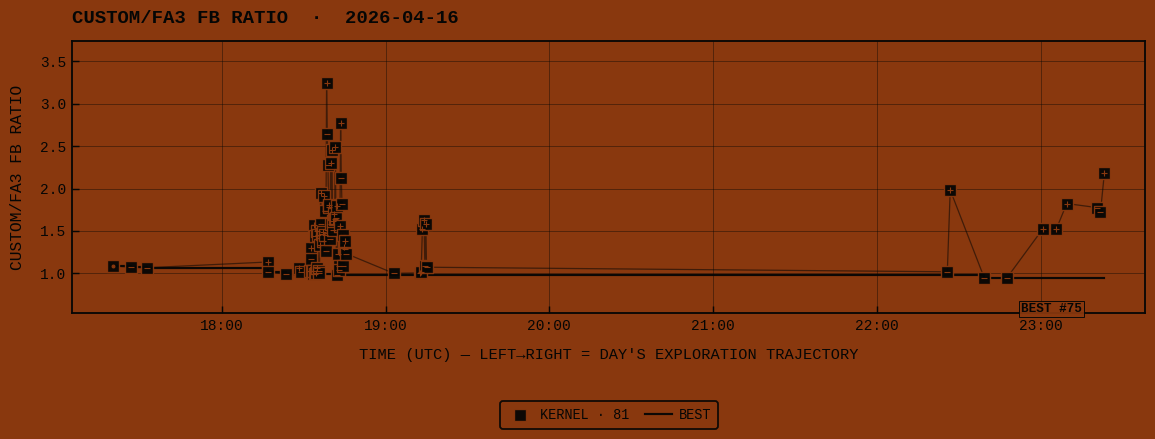 CUSTOM/FA3 FB RATIO · 2026-04-16
CUSTOM/FA3 FB RATIO
3.5
3.0
2.5
2.0
1.5
1.0
BEST #75
18:00 19:00 20:00 21:00 22:00 23:00
TIME (UTC) — LEFT→RIGHT = DAY'S EXPLORATION TRAJECTORY
KERNEL · 81 BEST